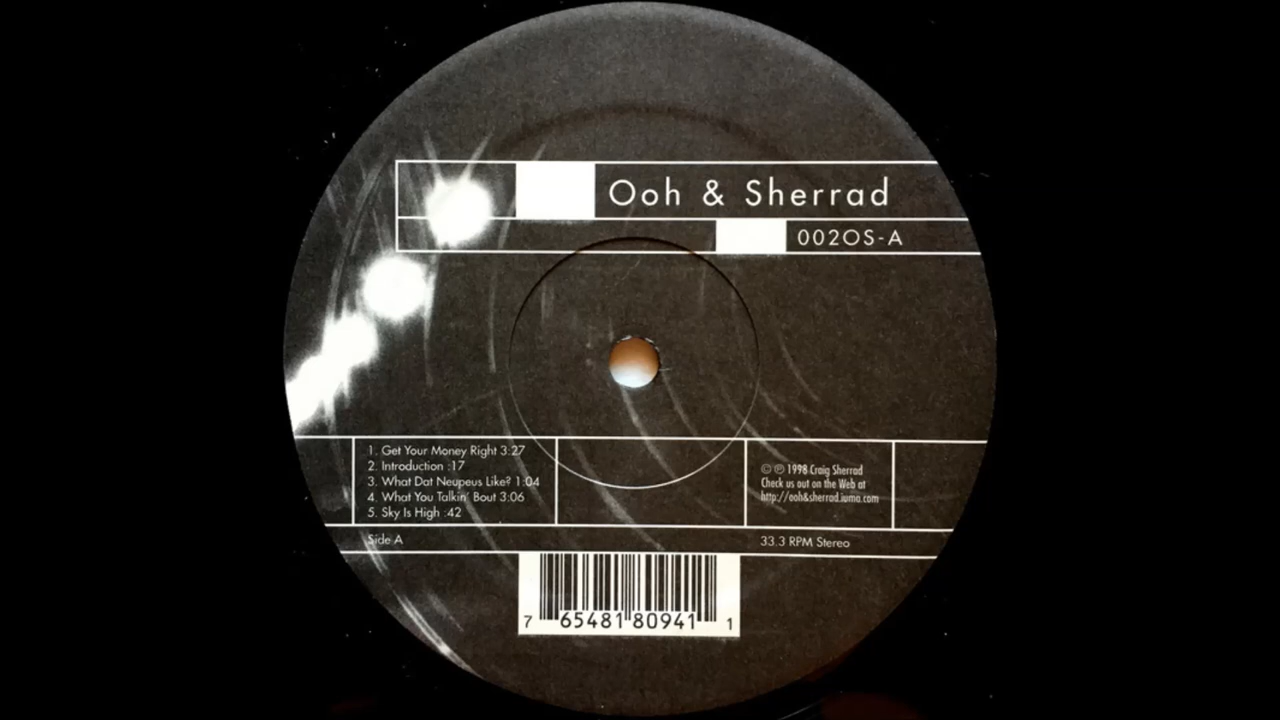 Ooh & Sherrad
002OS-A
1. Get Your Money Right 3:27
2. Introduction :17
3. What Dat Neupeus Like? 1:04
4. What You Talkin' Bout 3:06
5. Sky Is High :42
© ℗ 1998 Craig Sherrad
Check us out on the Web at
http://ooh&sherrad.iuma.com
Side A
33.3 RPM Stereo
7 65481 80941 1